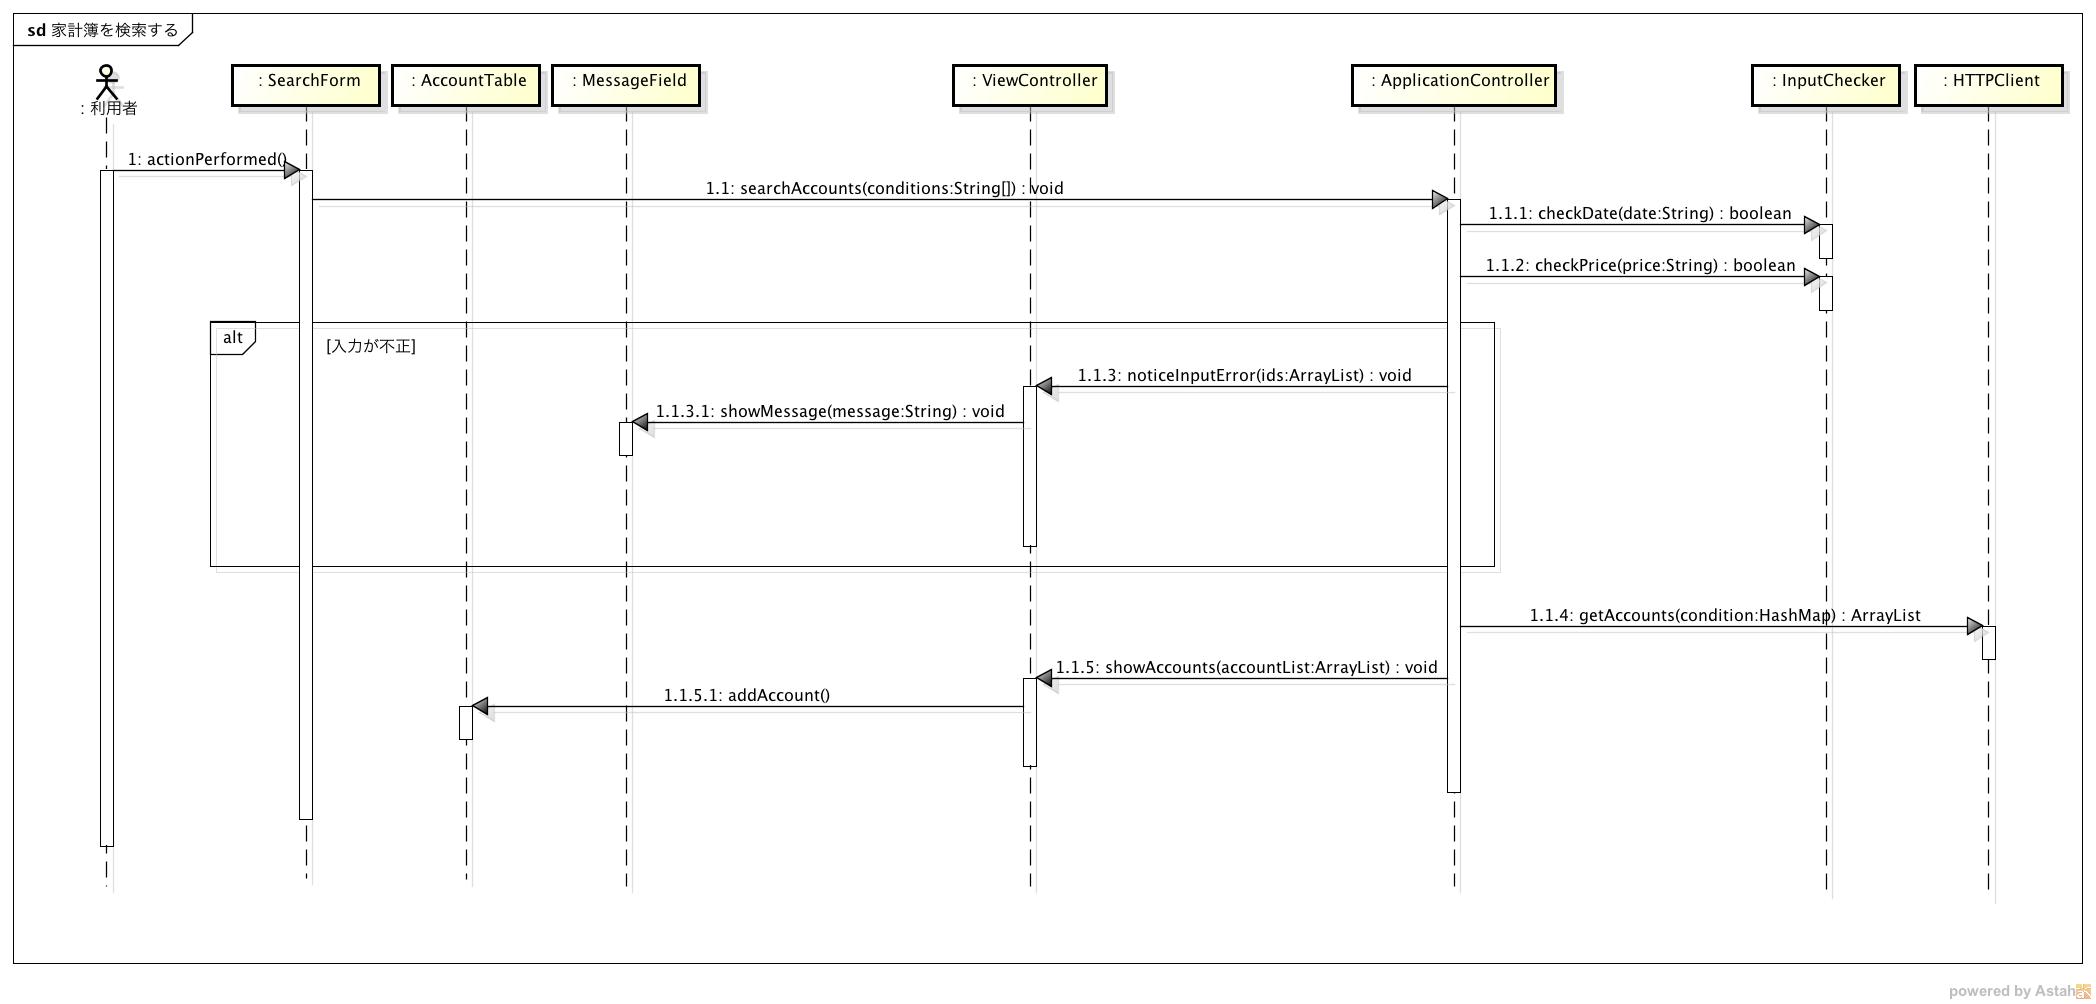 sd 家計簿を検索する
: 利用者
: SearchForm
: AccountTable
: MessageField
: ViewController
: ApplicationController
: InputChecker
: HTTPClient
1: actionPerformed()
1.1: searchAccounts(conditions:String[]) : void
1.1.1: checkDate(date:String) : boolean
1.1.2: checkPrice(price:String) : boolean
alt
[入力が不正]
1.1.3: noticeInputError(ids:ArrayList) : void
1.1.3.1: showMessage(message:String) : void
1.1.4: getAccounts(condition:HashMap) : ArrayList
1.1.5: showAccounts(accountList:ArrayList) : void
1.1.5.1: addAccount()
powered by Astah